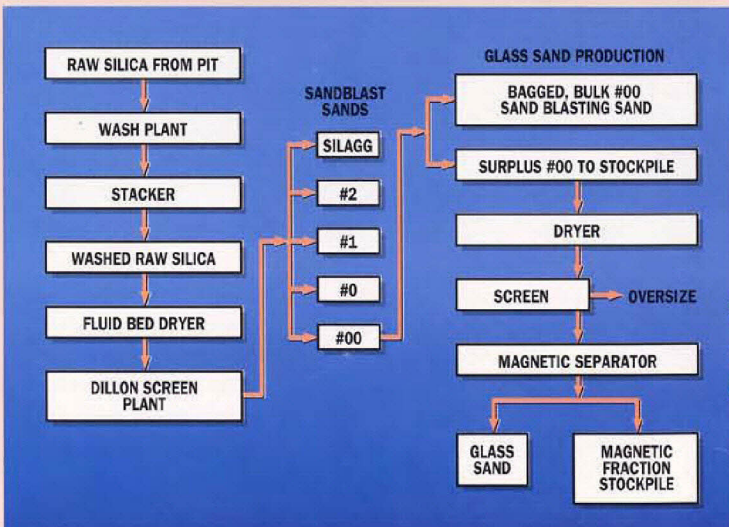 RAW SILICA FROM PIT
WASH PLANT
STACKER
WASHED RAW SILICA
FLUID BED DRYER
DILLON SCREEN
PLANT
SANDBLAST
SANDS
SILAGG
#2
#1
#0
#00
GLASS SAND PRODUCTION
BAGGED, BULK #00
SAND BLASTING SAND
SURPLUS #00 TO STOCKPILE
DRYER
SCREEN
OVERSIZE
MAGNETIC SEPARATOR
GLASS
SAND
MAGNETIC
FRACTION
STOCKPILE